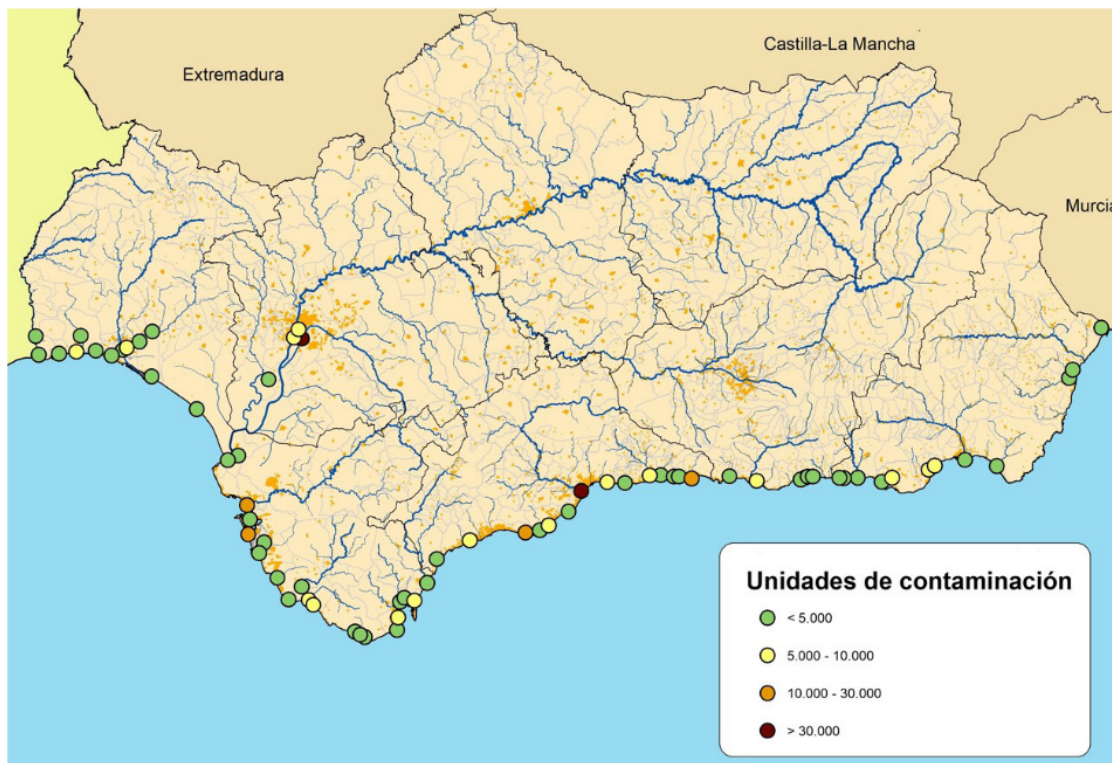 Castilla-La Mancha
Extremadura
Murcia
Unidades de contaminación
< 5.000
5.000 - 10.000
10.000 - 30.000
> 30.000